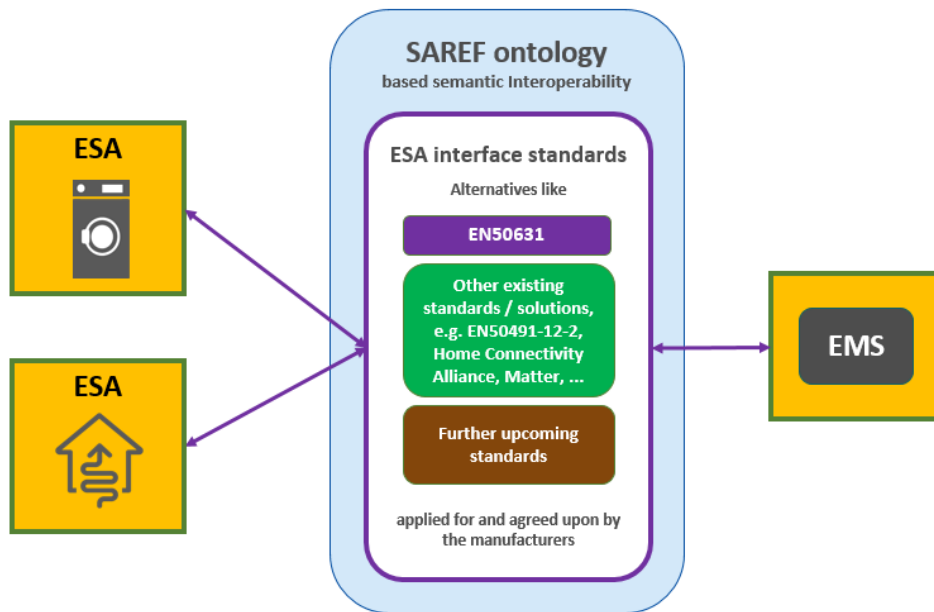 SAREF ontology
based semantic Interoperability
ESA
ESA interface standards
Alternatives like
EN50631
Other existing
standards / solutions,
e.g. EN50491-12-2,
Home Connectivity
Alliance, Matter, ...
EMS
ESA
Further upcoming
standards
applied for and agreed upon by
the manufacturers